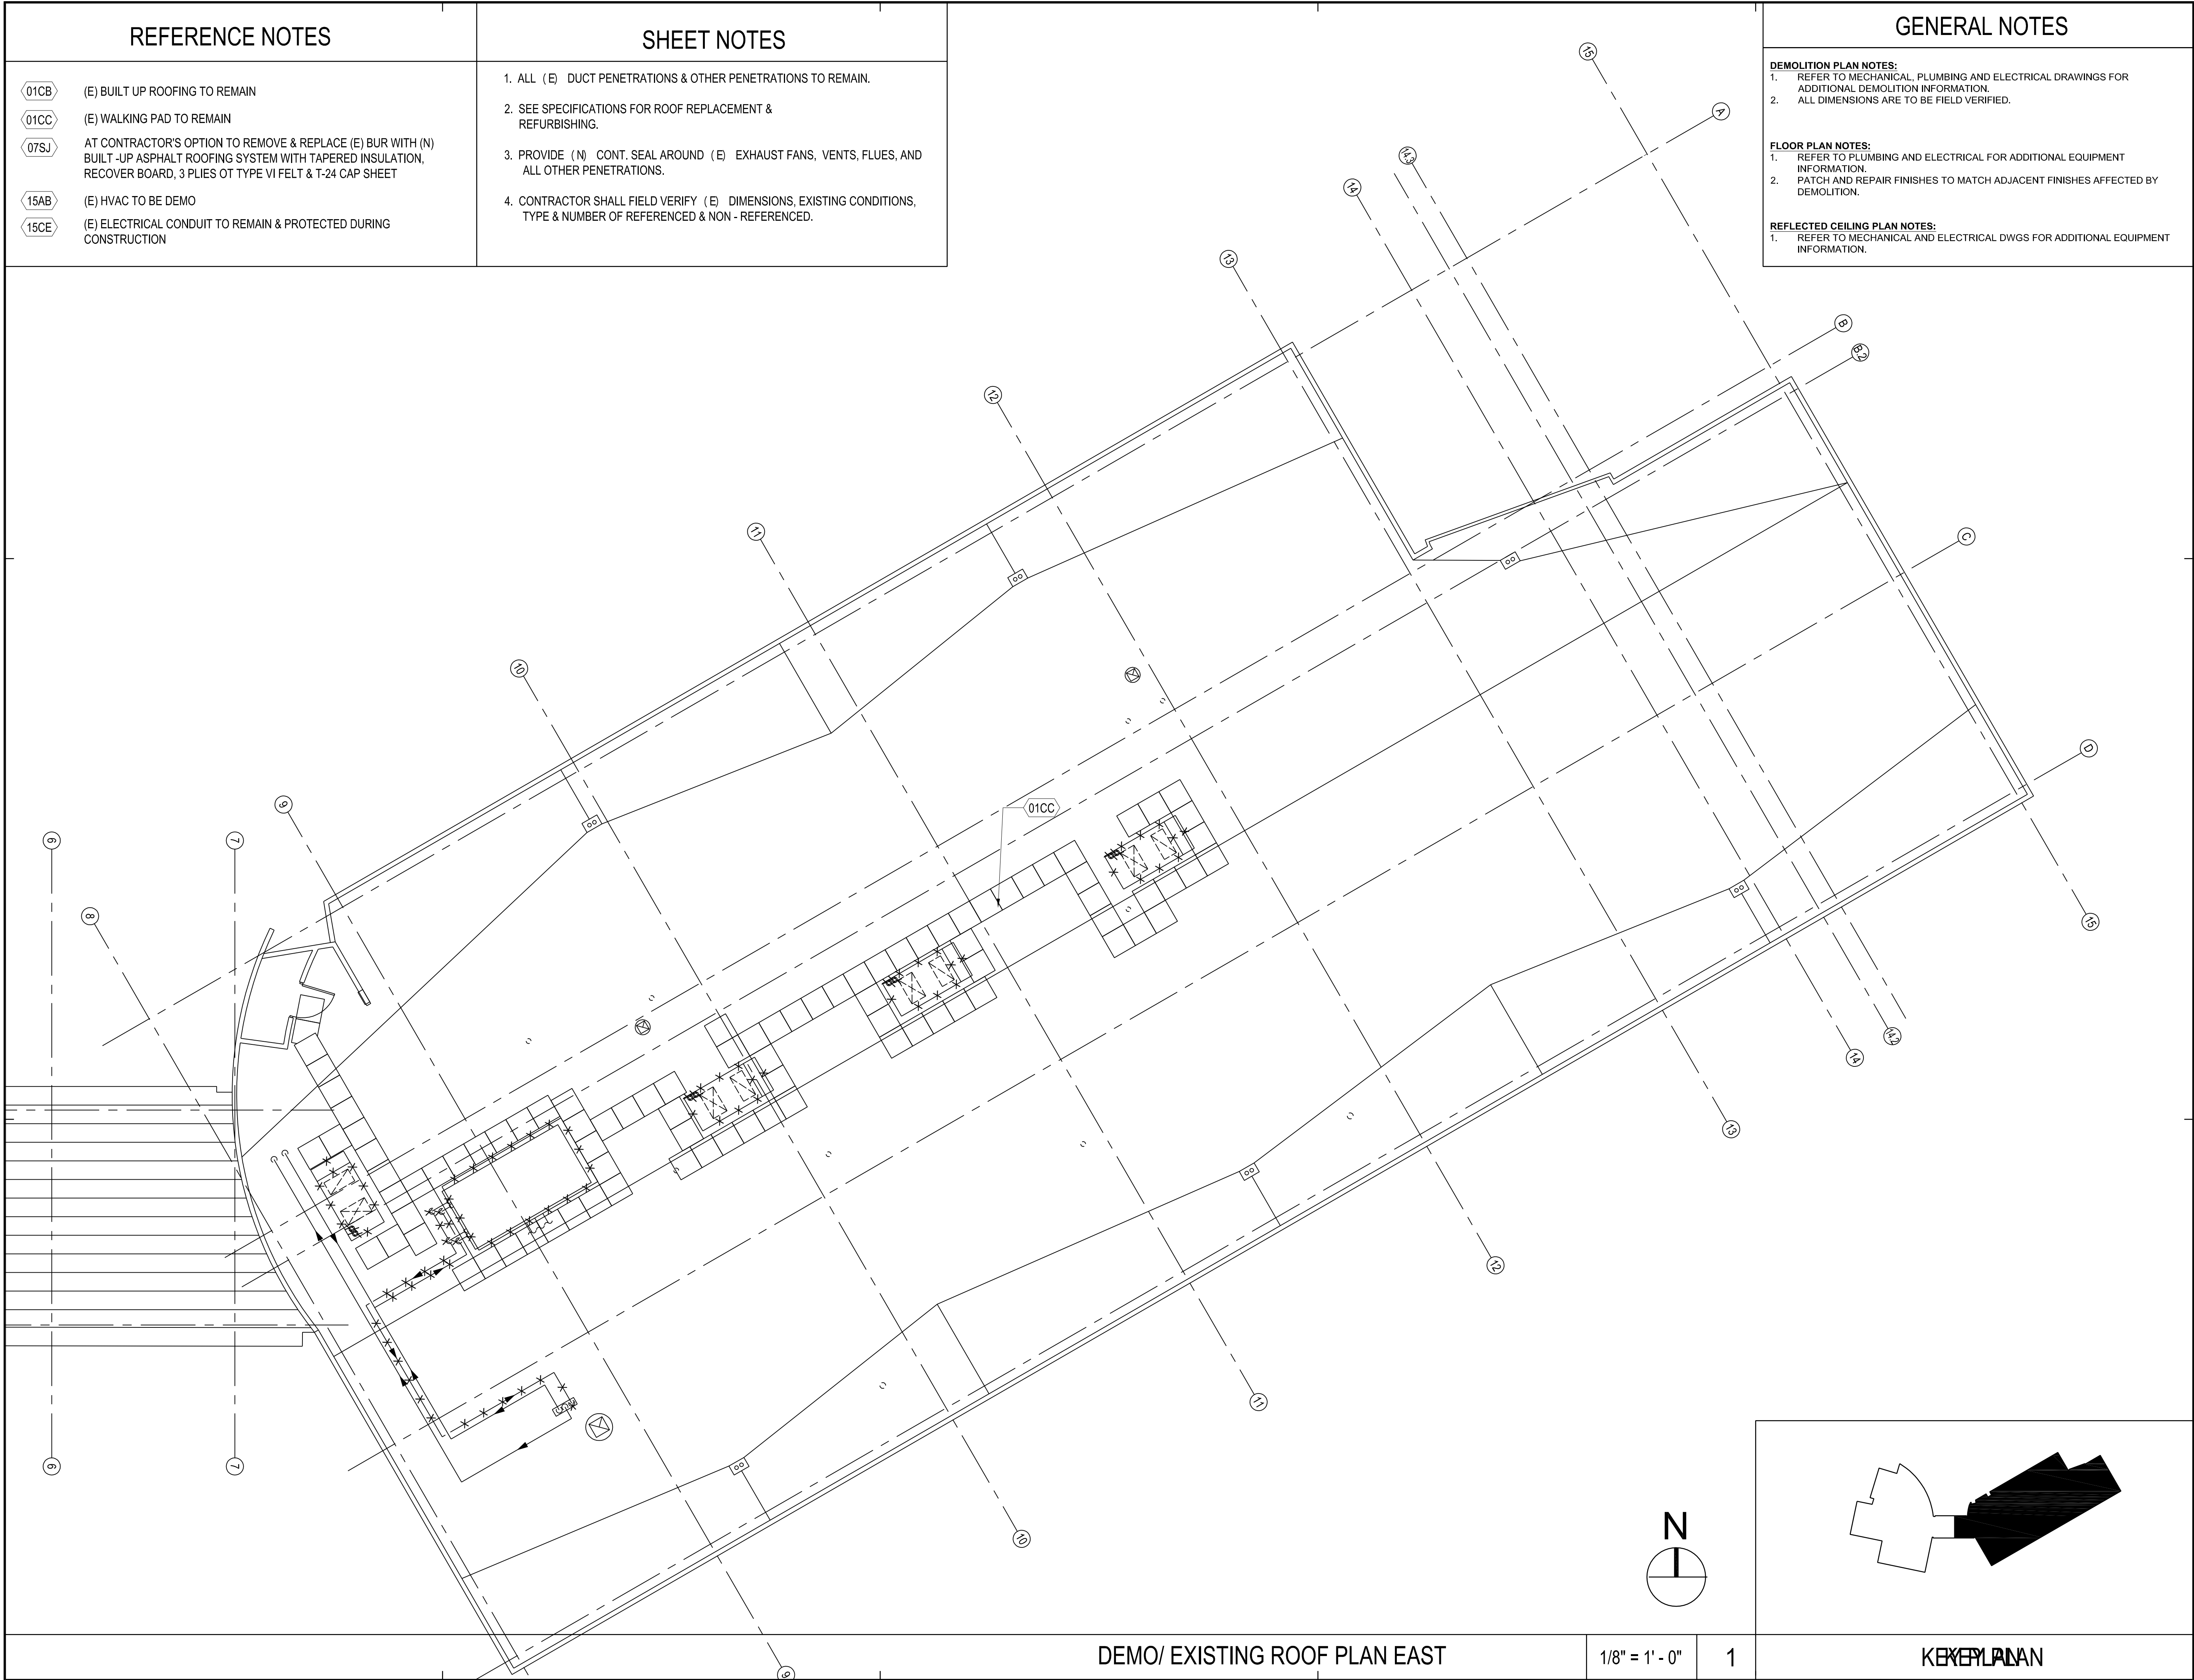 REFERENCE NOTES
01CB (E) BUILT UP ROOFING TO REMAIN
01CC (E) WALKING PAD TO REMAIN
07SJ AT CONTRACTOR'S OPTION TO REMOVE & REPLACE (E) BUR WITH (N)
BUILT -UP ASPHALT ROOFING SYSTEM WITH TAPERED INSULATION,
RECOVER BOARD, 3 PLIES OT TYPE VI FELT & T-24 CAP SHEET
15AB (E) HVAC TO BE DEMO
15CE (E) ELECTRICAL CONDUIT TO REMAIN & PROTECTED DURING
CONSTRUCTION
SHEET NOTES
1. ALL (E) DUCT PENETRATIONS & OTHER PENETRATIONS TO REMAIN.
2. SEE SPECIFICATIONS FOR ROOF REPLACEMENT &
REFURBISHING.
3. PROVIDE (N) CONT. SEAL AROUND (E) EXHAUST FANS, VENTS, FLUES, AND
ALL OTHER PENETRATIONS.
4. CONTRACTOR SHALL FIELD VERIFY (E) DIMENSIONS, EXISTING CONDITIONS,
TYPE & NUMBER OF REFERENCED & NON - REFERENCED.
GENERAL NOTES
DEMOLITION PLAN NOTES:
1. REFER TO MECHANICAL, PLUMBING AND ELECTRICAL DRAWINGS FOR
ADDITIONAL DEMOLITION INFORMATION.
2. ALL DIMENSIONS ARE TO BE FIELD VERIFIED.
FLOOR PLAN NOTES:
1. REFER TO PLUMBING AND ELECTRICAL FOR ADDITIONAL EQUIPMENT
INFORMATION.
2. PATCH AND REPAIR FINISHES TO MATCH ADJACENT FINISHES AFFECTED BY
DEMOLITION.
REFLECTED CEILING PLAN NOTES:
1. REFER TO MECHANICAL AND ELECTRICAL DWGS FOR ADDITIONAL EQUIPMENT
INFORMATION.
15
A
14.3
14
13
B
B.2
12
11
C
10
D
9
01CC
6
7
8
15
14.2
14
13
12
11
6
7
10
9
N
DEMO/ EXISTING ROOF PLAN EAST
1/8" = 1' - 0"
1
KEY PLAN